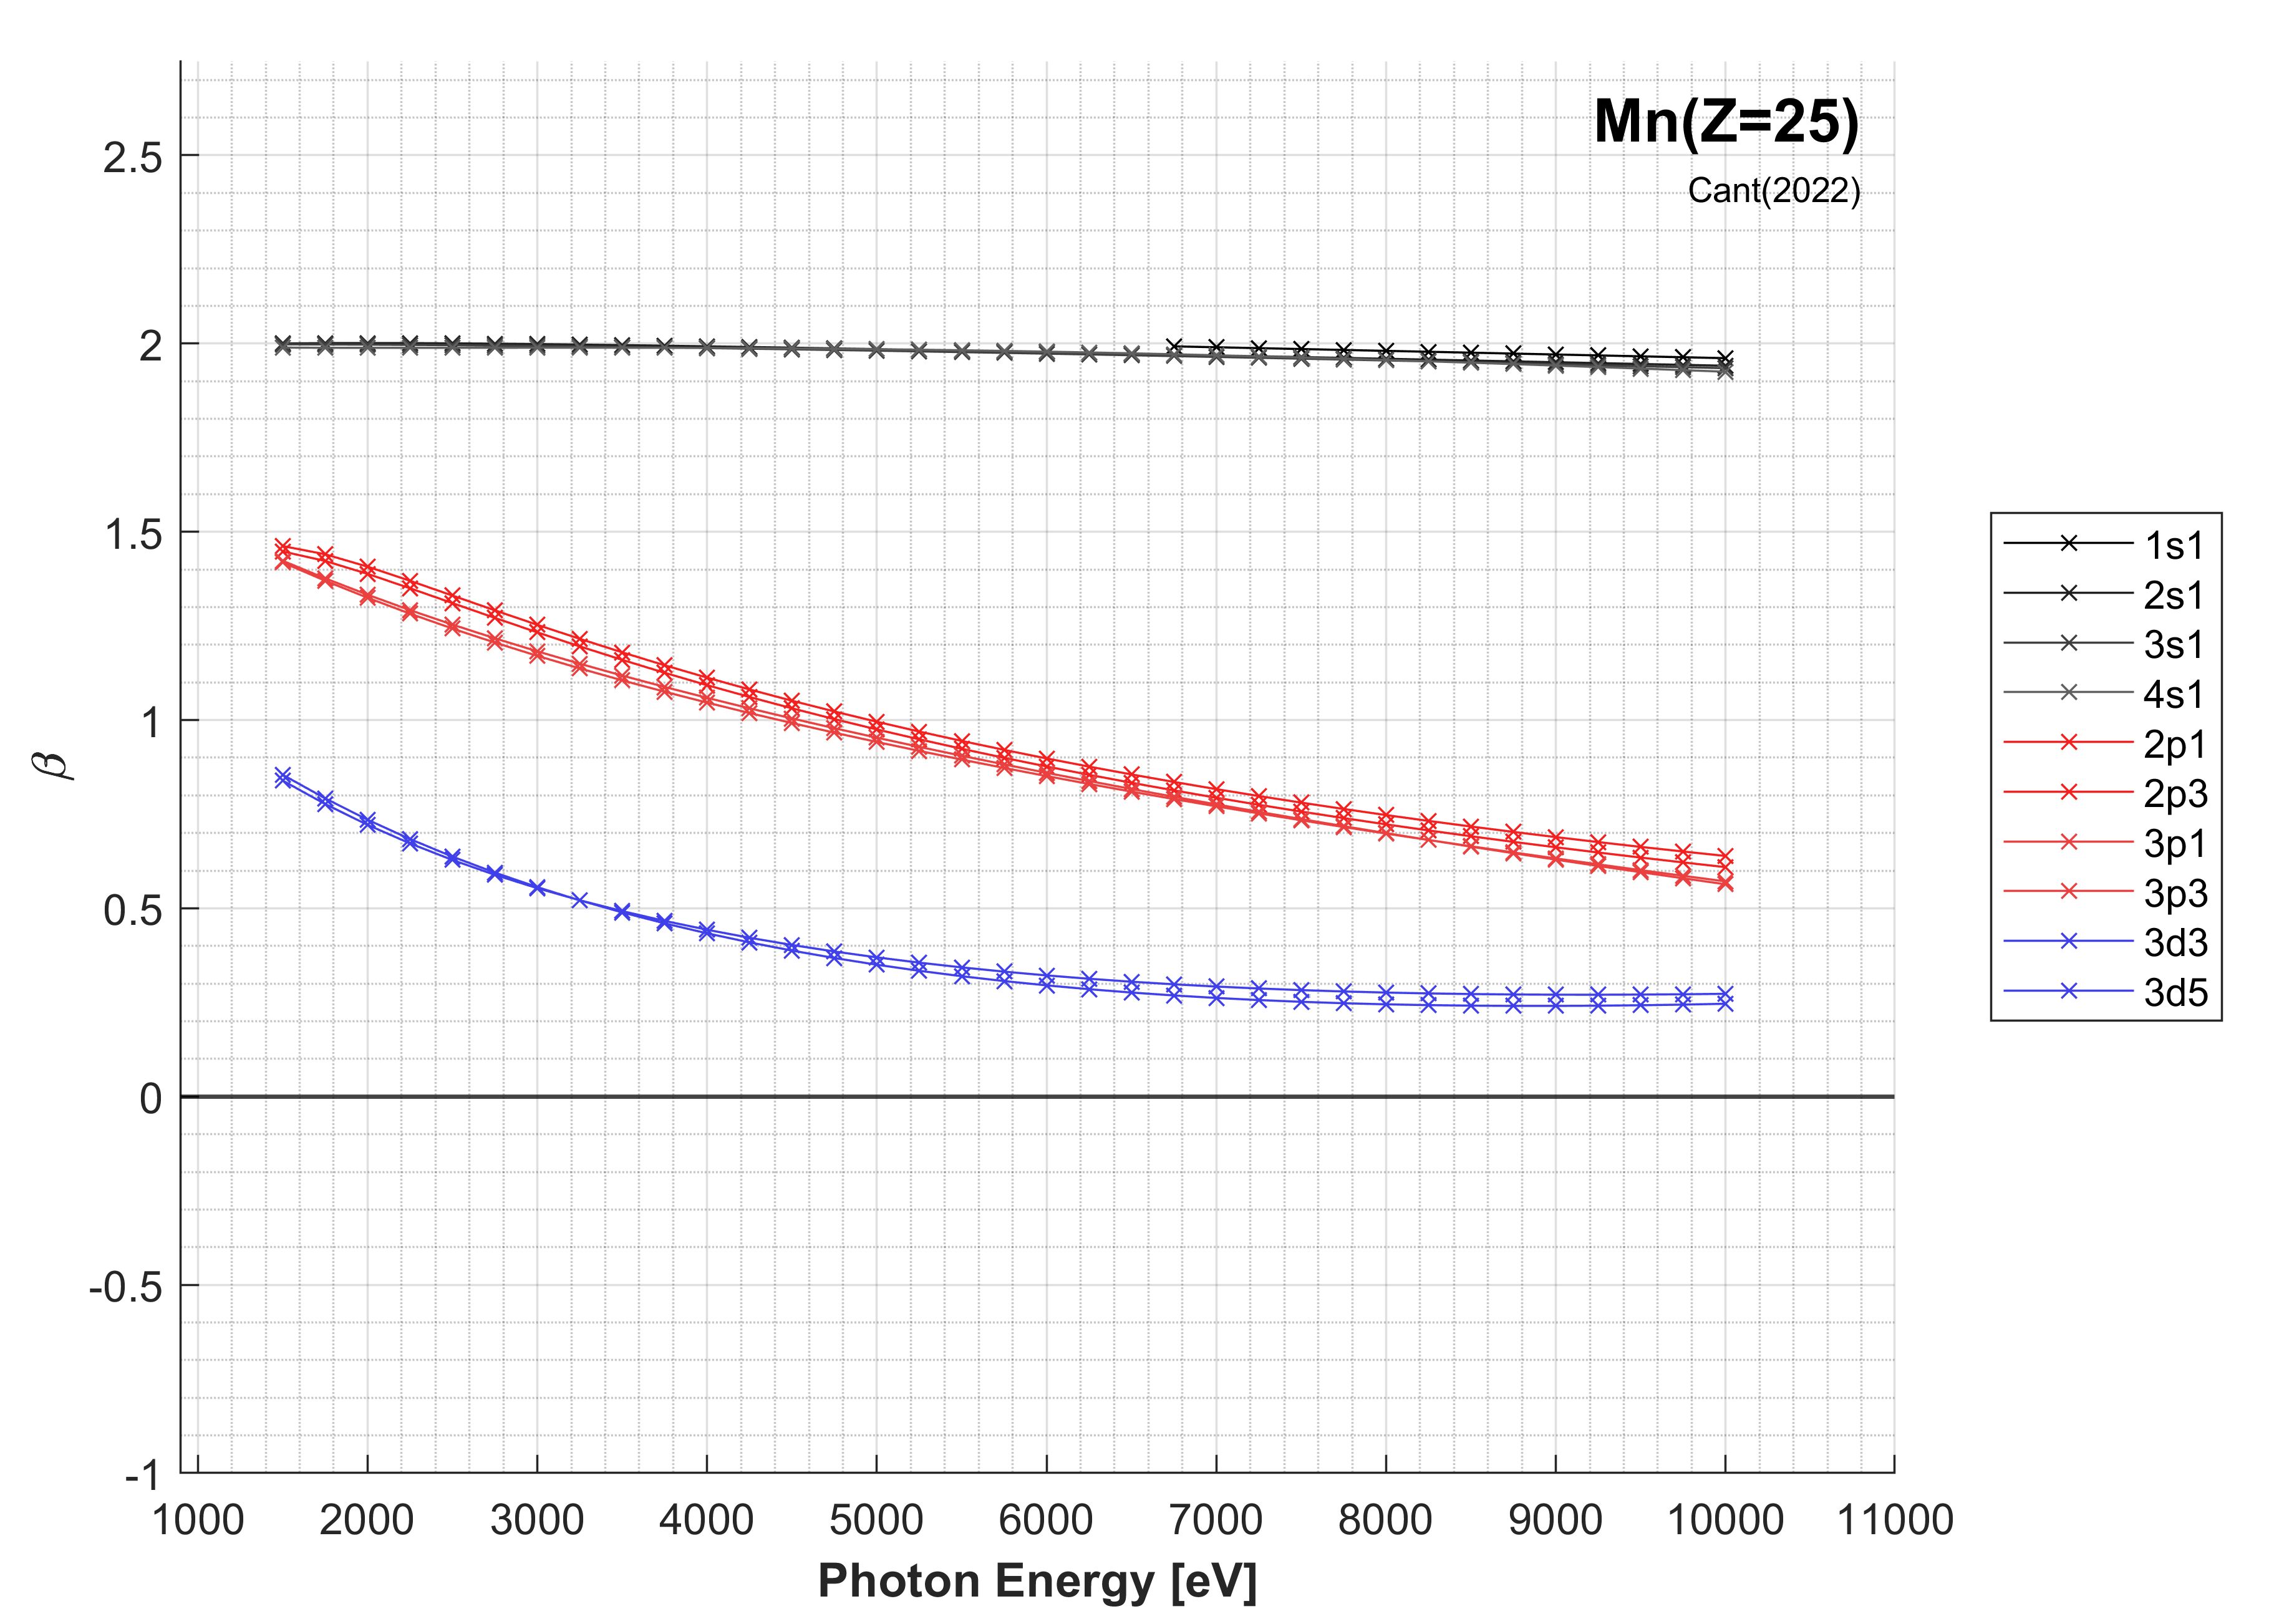 Mn(Z=25)
Cant(2022)
2.5
2
1.5
1
0.5
0
-0.5
-1
β
1000 2000 3000 4000 5000 6000 7000 8000 9000 10000 11000
Photon Energy [eV]
1s1
2s1
3s1
4s1
2p1
2p3
3p1
3p3
3d3
3d5